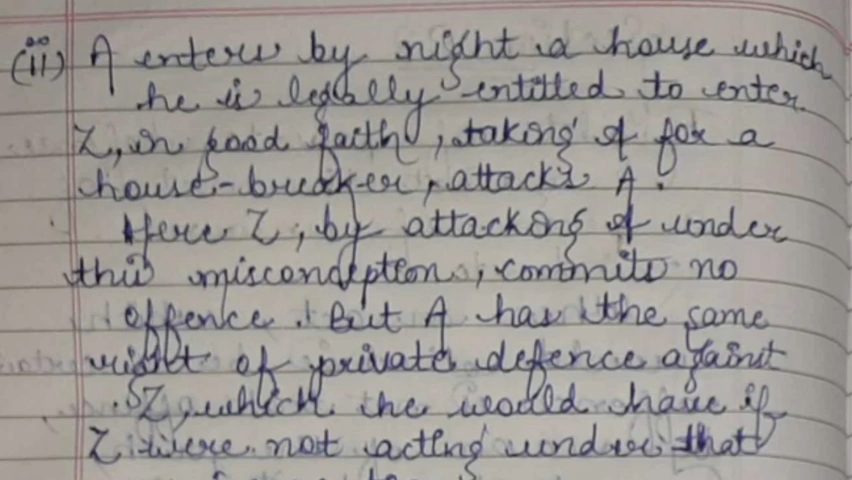 (ii) A enters by night a house which
he is legally entitled to enter.
Z, in good faith, taking A for a
house-breaker, attacks A.
Here Z, by attacking A under
this misconception, commits no
offence. But A has the same
right of private defence against
Z, which he would have if
Z were not acting under that